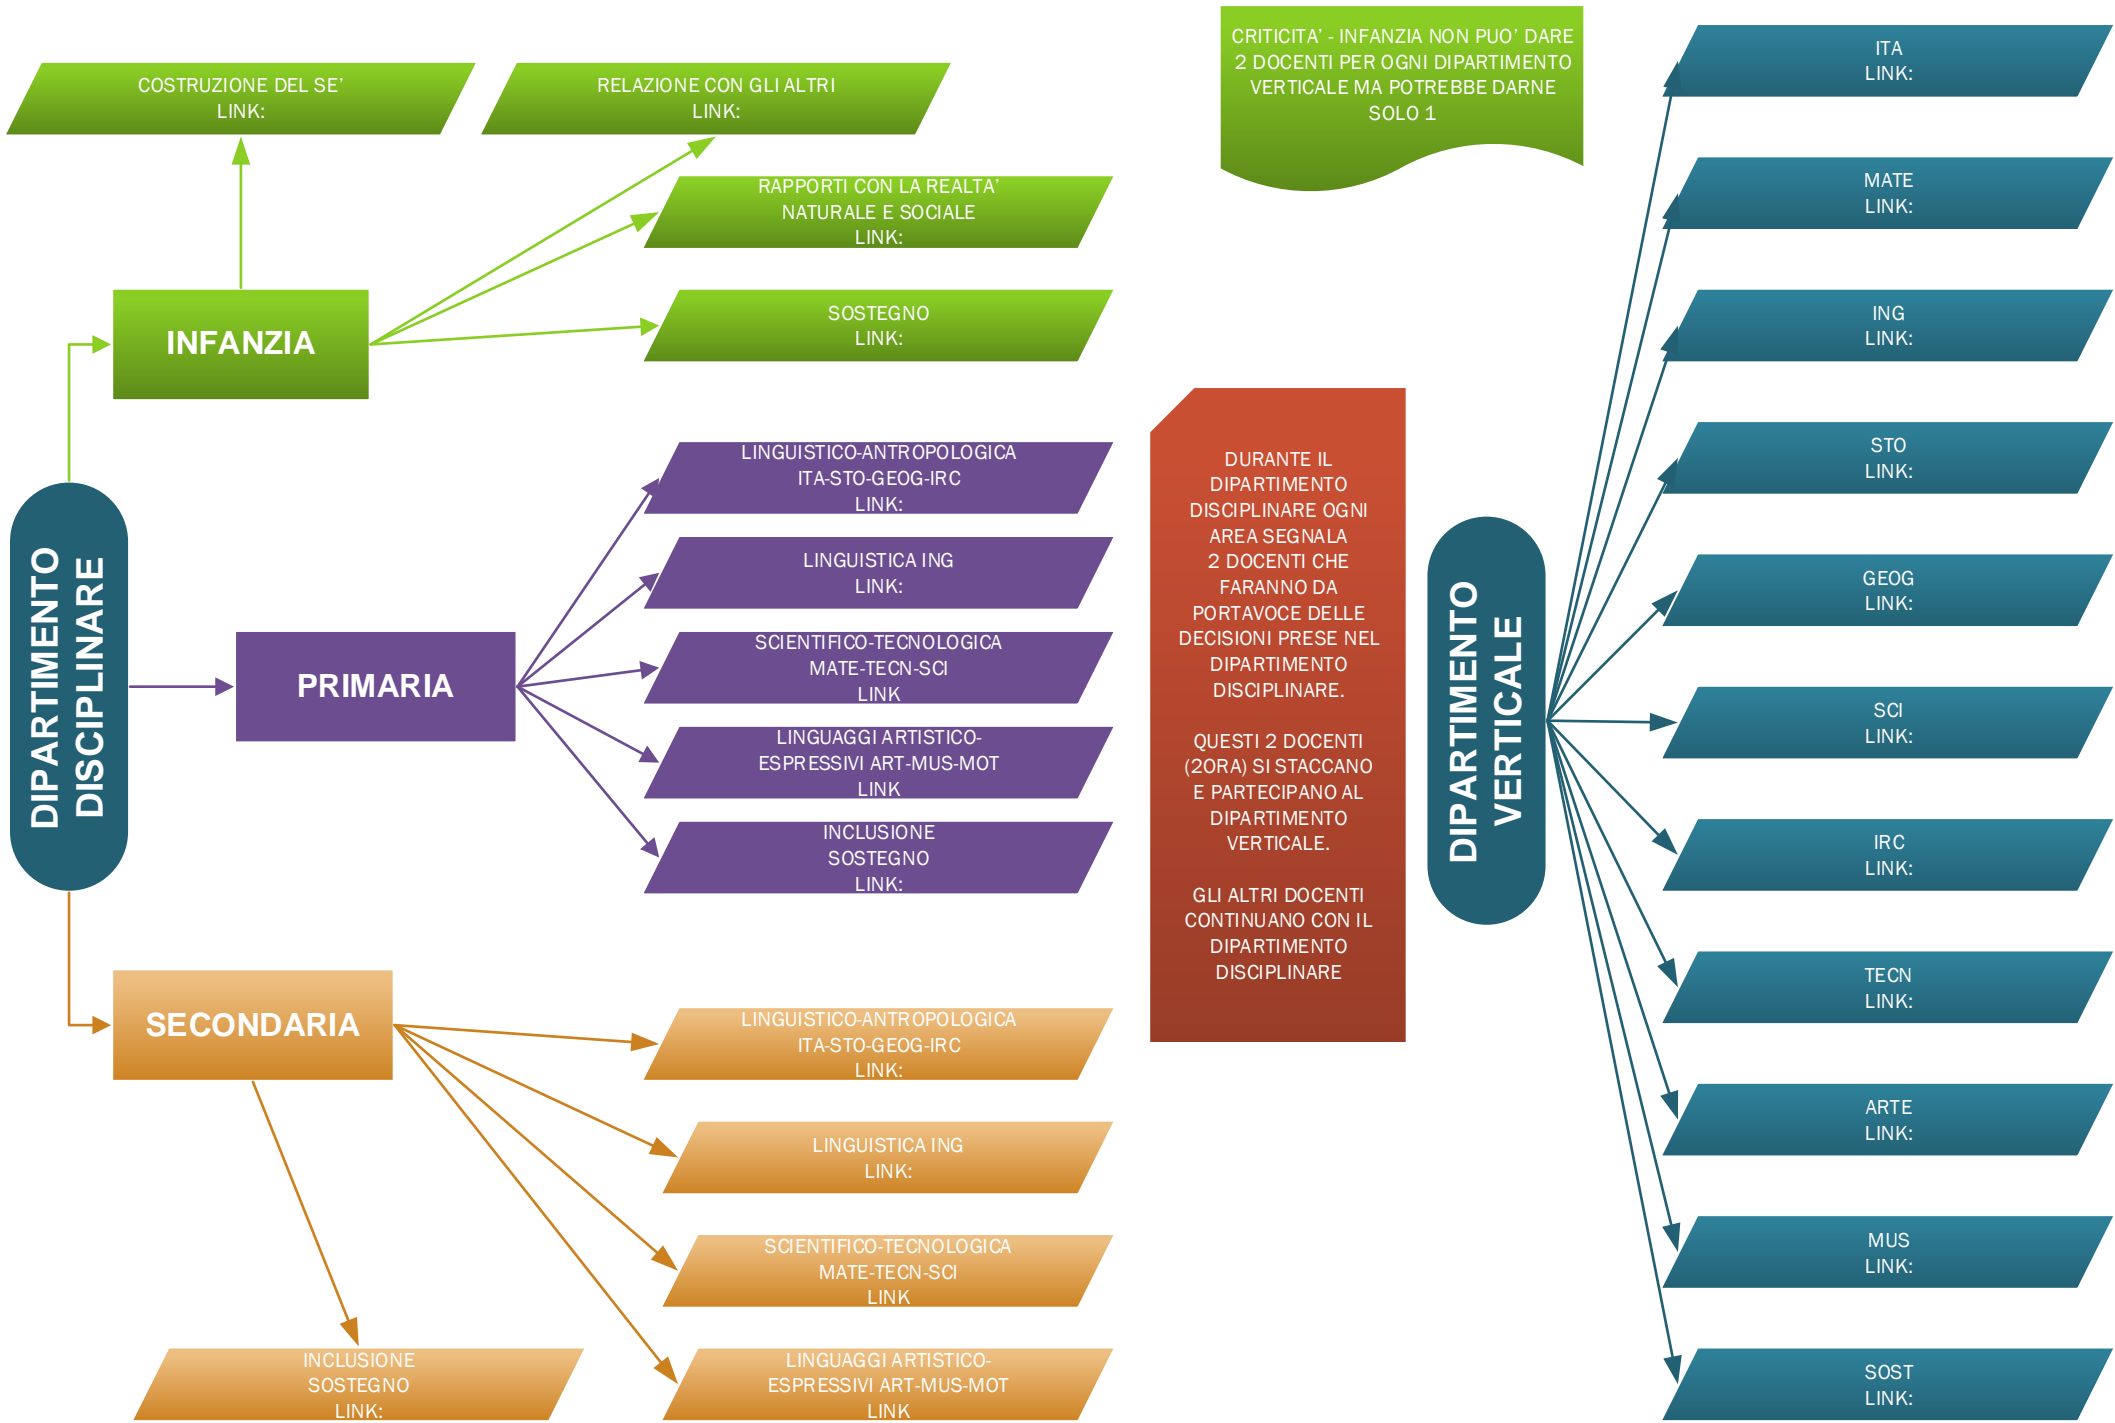 COSTRUZIONE DEL SE'
LINK:
RELAZIONE CON GLI ALTRI
LINK:
RAPPORTI CON LA REALTA'
NATURALE E SOCIALE
LINK:
SOSTEGNO
LINK:
INFANZIA
DIPARTIMENTO
DISCIPLINARE
PRIMARIA
LINGUISTICO-ANTROPOLOGICA
ITA-STO-GEOG-IRC
LINK:
LINGUISTICA ING
LINK:
SCIENTIFICO-TECNOLOGICA
MATE-TECN-SCI
LINK
LINGUAGGI ARTISTICO-
ESPRESSIVI ART-MUS-MOT
LINK
INCLUSIONE
SOSTEGNO
LINK:
SECONDARIA
LINGUISTICO-ANTROPOLOGICA
ITA-STO-GEOG-IRC
LINK:
LINGUISTICA ING
LINK:
SCIENTIFICO-TECNOLOGICA
MATE-TECN-SCI
LINK
LINGUAGGI ARTISTICO-
ESPRESSIVI ART-MUS-MOT
LINK
INCLUSIONE
SOSTEGNO
LINK:
CRITICITA' - INFANZIA NON PUO' DARE
2 DOCENTI PER OGNI DIPARTIMENTO
VERTICALE MA POTREBBE DARNE
SOLO 1
DURANTE IL
DIPARTIMENTO
DISCIPLINARE OGNI
AREA SEGNALA
2 DOCENTI CHE
FARANNO DA
PORTAVOCE DELLE
DECISIONI PRESE NEL
DIPARTIMENTO
DISCIPLINARE.
QUESTI 2 DOCENTI
(2ORA) SI STACCANO
E PARTECIPANO AL
DIPARTIMENTO
VERTICALE.
GLI ALTRI DOCENTI
CONTINUANO CON IL
DIPARTIMENTO
DISCIPLINARE
DIPARTIMENTO
VERTICALE
ITA
LINK:
MATE
LINK:
ING
LINK:
STO
LINK:
GEOG
LINK:
SCI
LINK:
IRC
LINK:
TECN
LINK:
ARTE
LINK:
MUS
LINK:
SOST
LINK: